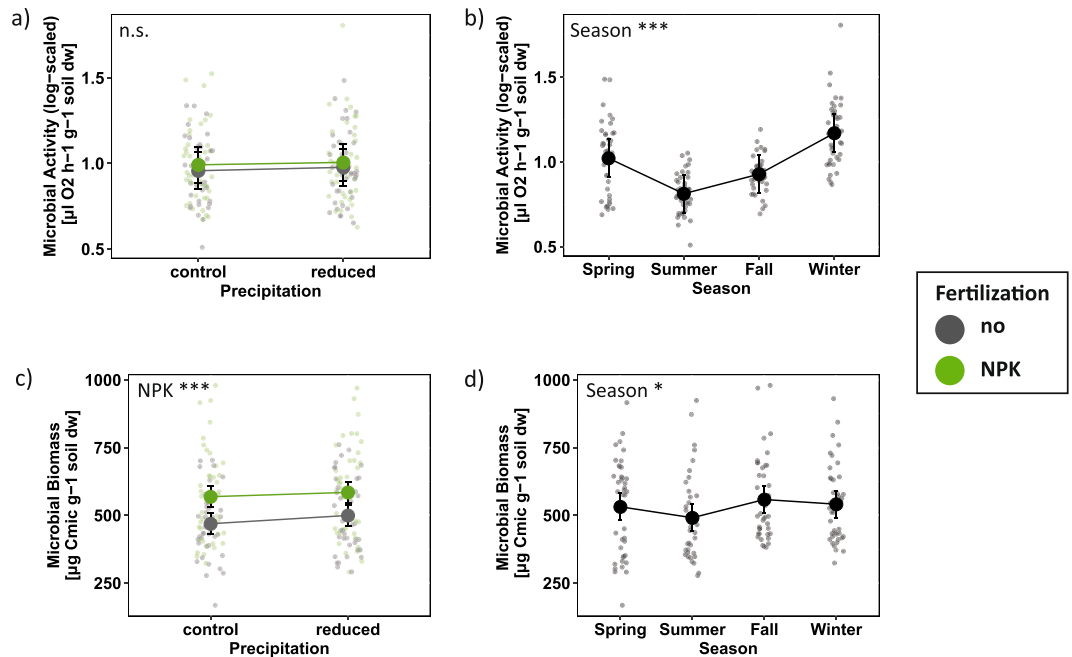 a)
n.s.
Microbial Activity (log−scaled)
[µl O2 h−1 g−1 soil dw]
1.5
1.0
0.5
control
reduced
Precipitation
b)
Season ***
Microbial Activity (log−scaled)
[µl O2 h−1 g−1 soil dw]
1.5
1.0
0.5
Spring
Summer
Fall
Winter
Season
Fertilization
no
NPK
c)
NPK ***
Microbial Biomass
[µg Cmic g−1 soil dw]
1000
750
500
250
control
reduced
Precipitation
d)
Season *
Microbial Biomass
[µg Cmic g−1 soil dw]
1000
750
500
250
Spring
Summer
Fall
Winter
Season